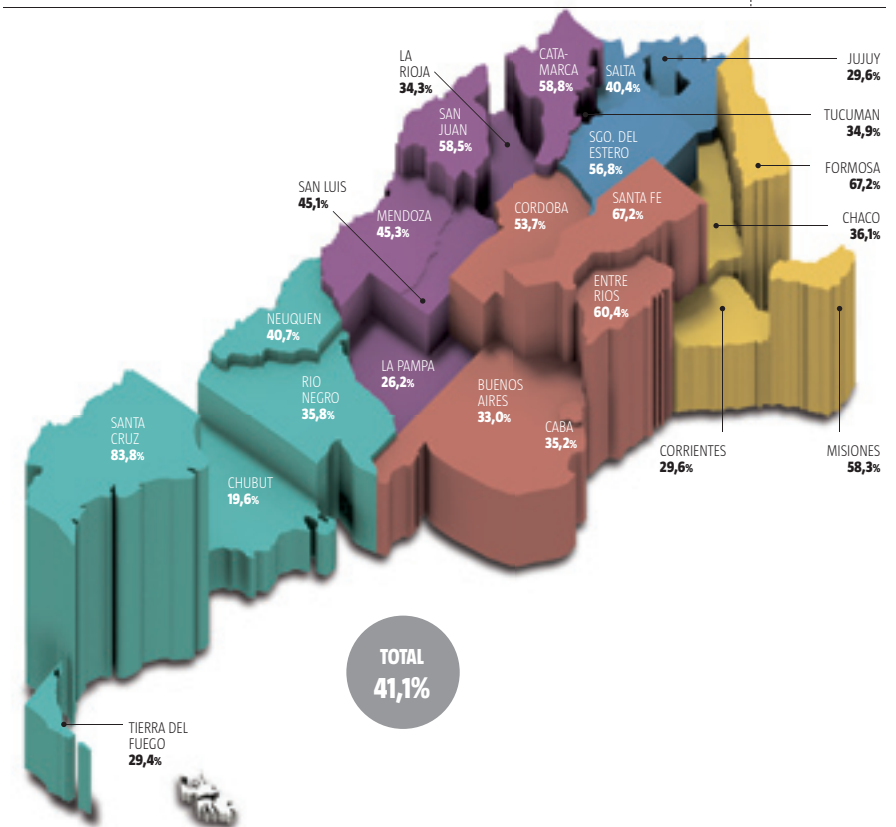 LA
RIOJA
34,3%
CATA-
MARCA
58,8%
SALTA
40,4%
JUJUY
29,6%
TUCUMAN
34,9%
SAN
JUAN
58,5%
SGO. DEL
ESTERO
56,8%
FORMOSA
67,2%
SAN LUIS
45,1%
MENDOZA
45,3%
CORDOBA
53,7%
SANTA FE
67,2%
CHACO
36,1%
ENTRE
RIOS
60,4%
NEUQUEN
40,7%
LA PAMPA
26,2%
RIO
NEGRO
35,8%
BUENOS
AIRES
33,0%
CABA
35,2%
SANTA
CRUZ
83,8%
CORRIENTES
29,6%
MISIONES
58,3%
CHUBUT
19,6%
TOTAL
41,1%
TIERRA DEL
FUEGO
29,4%